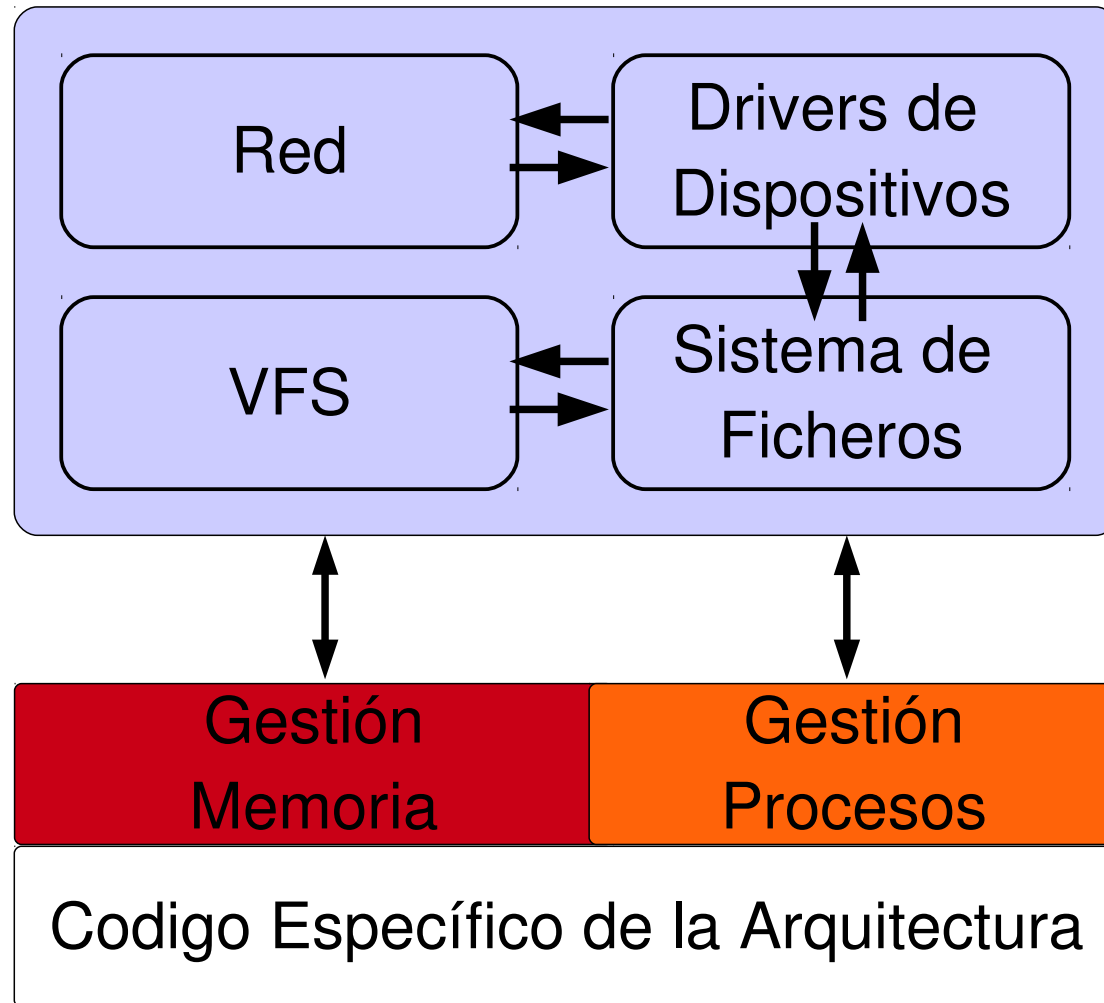 Red
Drivers de
Dispositivos
VFS
Sistema de
Ficheros
Gestión
Memoria
Gestión
Procesos
Codigo Específico de la Arquitectura